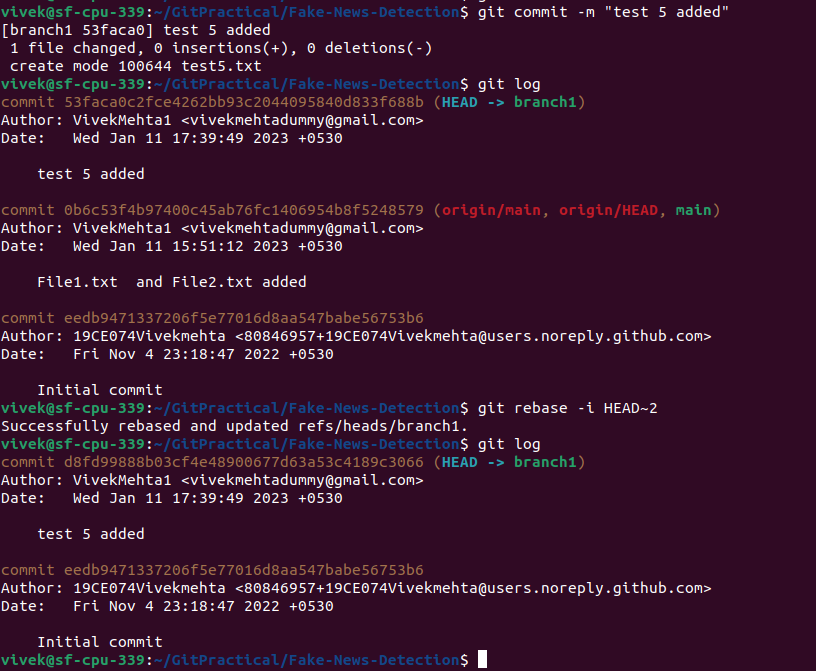 vivek@sf-cpu-339:~/GitPractical/Fake-News-Detection$ git commit -m "test 5 added"
[branch1 53faca0] test 5 added
 1 file changed, 0 insertions(+), 0 deletions(-)
 create mode 100644 test5.txt
vivek@sf-cpu-339:~/GitPractical/Fake-News-Detection$ git log
commit 53faca0c2fce4262bb93c2044095840d833f688b (HEAD -> branch1)
Author: VivekMehta1 <vivekmehtadummy@gmail.com>
Date:   Wed Jan 11 17:39:49 2023 +0530

    test 5 added

commit 0b6c53f4b97400c45ab76fc1406954b8f5248579 (origin/main, origin/HEAD, main)
Author: VivekMehta1 <vivekmehtadummy@gmail.com>
Date:   Wed Jan 11 15:51:12 2023 +0530

    File1.txt  and File2.txt added

commit eedb9471337206f5e77016d8aa547babe56753b6
Author: 19CE074Vivekmehta <80846957+19CE074Vivekmehta@users.noreply.github.com>
Date:   Fri Nov 4 23:18:47 2022 +0530

    Initial commit
vivek@sf-cpu-339:~/GitPractical/Fake-News-Detection$ git rebase -i HEAD~2
Successfully rebased and updated refs/heads/branch1.
vivek@sf-cpu-339:~/GitPractical/Fake-News-Detection$ git log
commit d8fd99888b03cf4e48900677d63a53c4189c3066 (HEAD -> branch1)
Author: VivekMehta1 <vivekmehtadummy@gmail.com>
Date:   Wed Jan 11 17:39:49 2023 +0530

    test 5 added

commit eedb9471337206f5e77016d8aa547babe56753b6
Author: 19CE074Vivekmehta <80846957+19CE074Vivekmehta@users.noreply.github.com>
Date:   Fri Nov 4 23:18:47 2022 +0530

    Initial commit
vivek@sf-cpu-339:~/GitPractical/Fake-News-Detection$